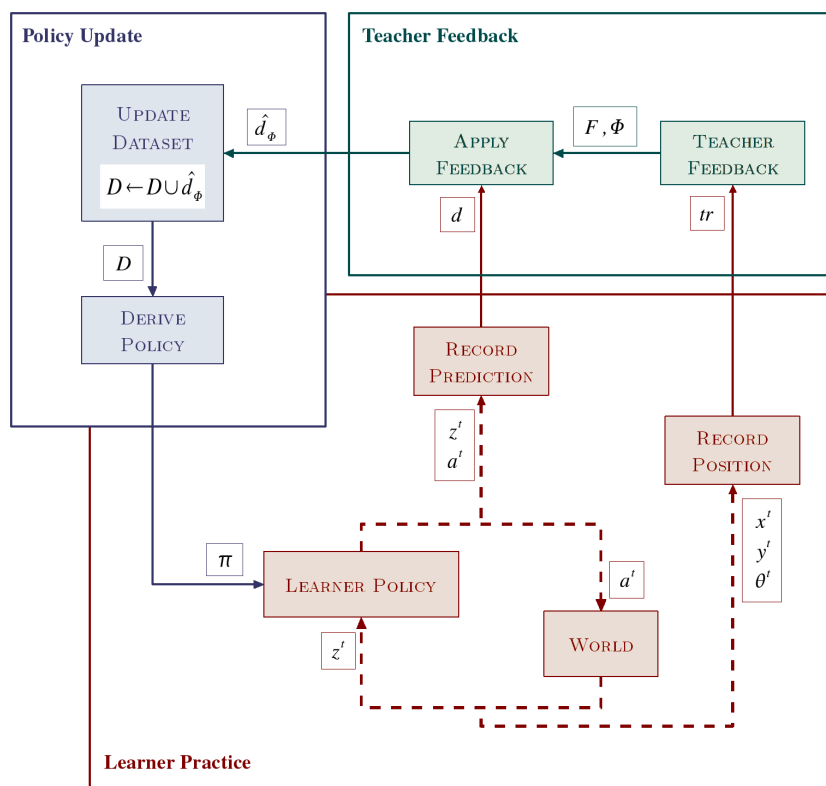 Policy Update
Teacher Feedback
UPDATE
DATASET
D←D∪d̂_Φ
d̂_Φ
APPLY
FEEDBACK
F , Φ
TEACHER
FEEDBACK
D
d
tr
DERIVE
POLICY
RECORD
PREDICTION
z^t
a^t
RECORD
POSITION
x^t
y^t
θ^t
π
LEARNER POLICY
a^t
z^t
WORLD
Learner Practice